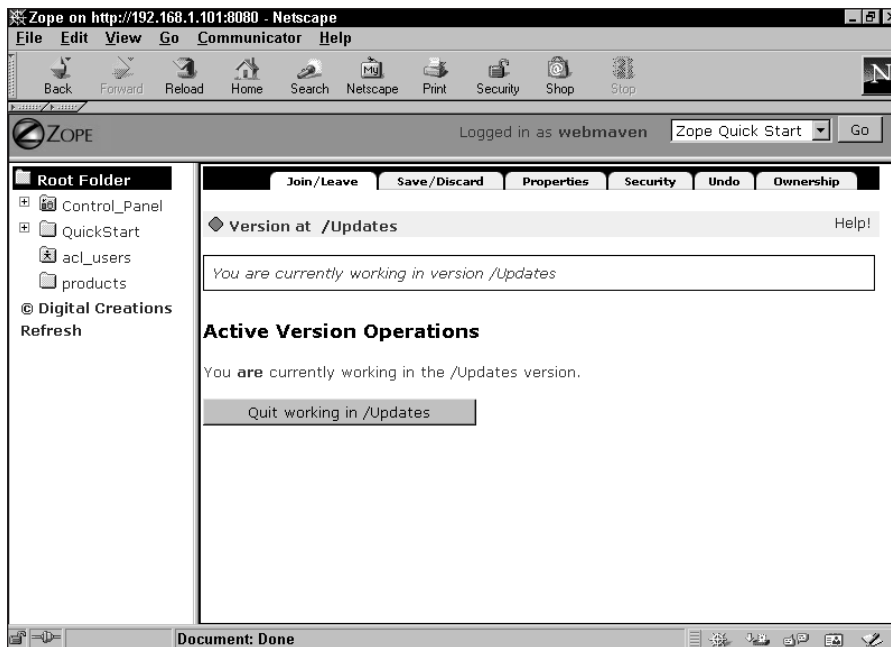 Zope on http://192.168.1.101:8080 - Netscape
File Edit View Go Communicator Help
Back Forward Reload Home Search Netscape Print Security Shop Stop
My
N
ZOPE
Logged in as webmaven Zope Quick Start Go
Root Folder
Control_Panel
QuickStart
acl_users
products
© Digital Creations
Refresh
Join/Leave Save/Discard Properties Security Undo Ownership
Version at /Updates Help!
You are currently working in version /Updates
Active Version Operations
You are currently working in the /Updates version.
Quit working in /Updates
Document: Done